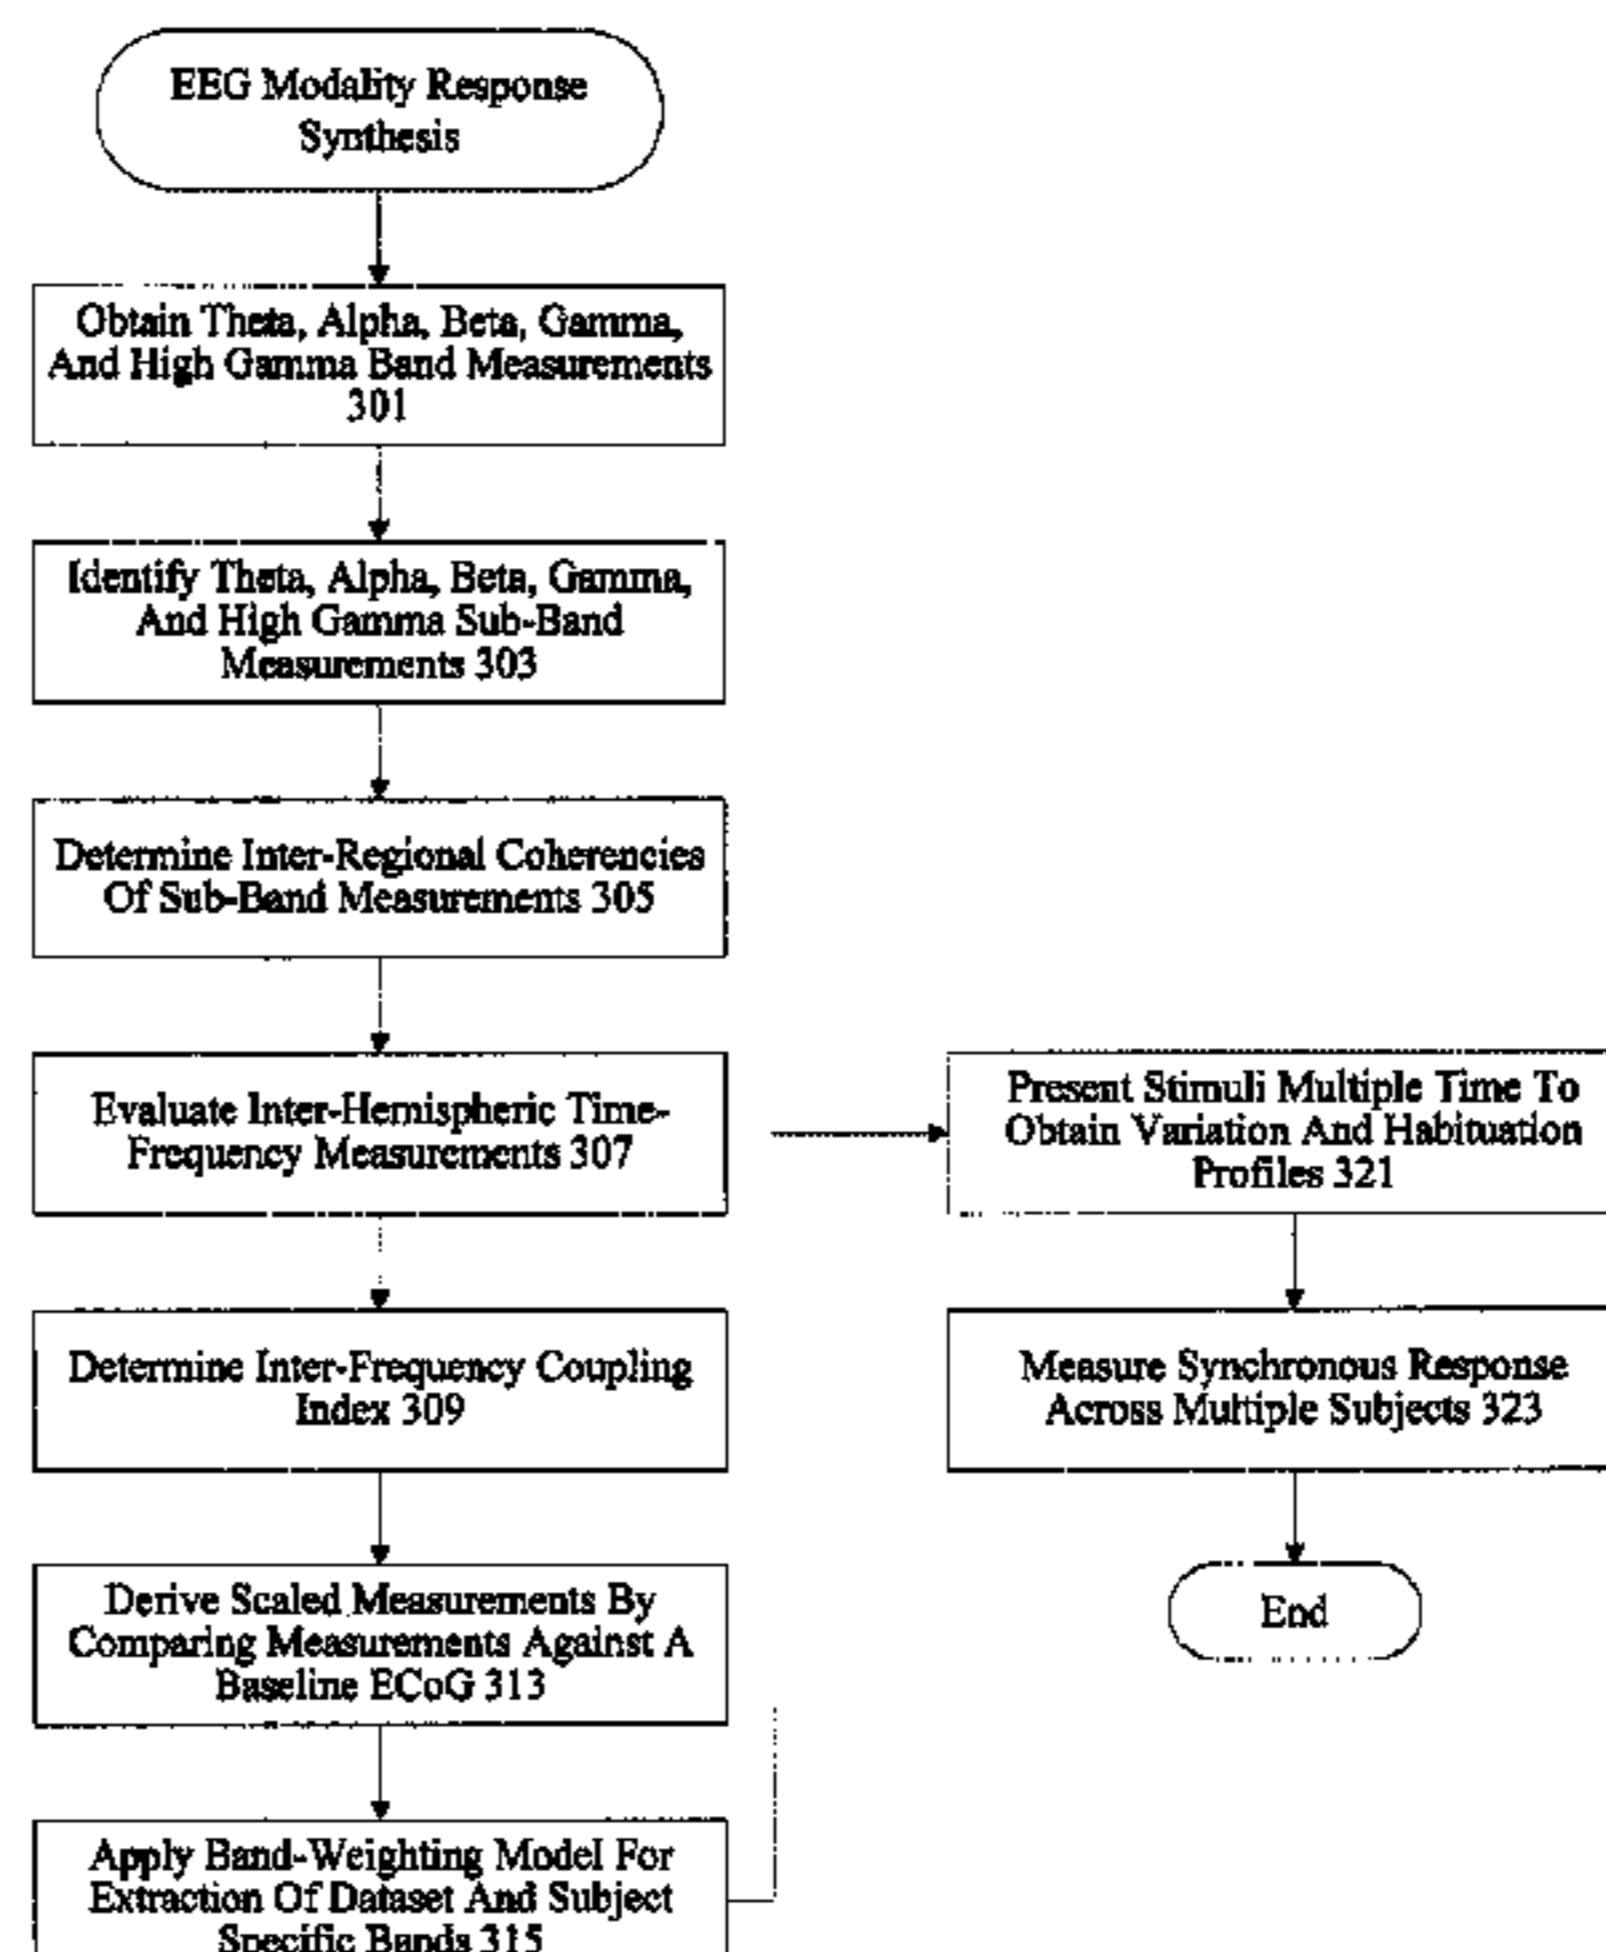 EEG Modality Response
Synthesis
Obtain Theta, Alpha, Beta, Gamma,
And High Gamma Band Measurements
301
Identify Theta, Alpha, Beta, Gamma,
And High Gamma Sub-Band
Measurements 303
Determine Inter-Regional Coherencies
Of Sub-Band Measurements 305
Evaluate Inter-Hemispheric Time-
Frequency Measurements 307
Determine Inter-Frequency Coupling
Index 309
Derive Scaled Measurements By
Comparing Measurements Against A
Baseline ECoG 313
Apply Band-Weighting Model For
Extraction Of Dataset And Subject
Specific Bands 315
Present Stimuli Multiple Time To
Obtain Variation And Habituation
Profiles 321
Measure Synchronous Response
Across Multiple Subjects 323
End